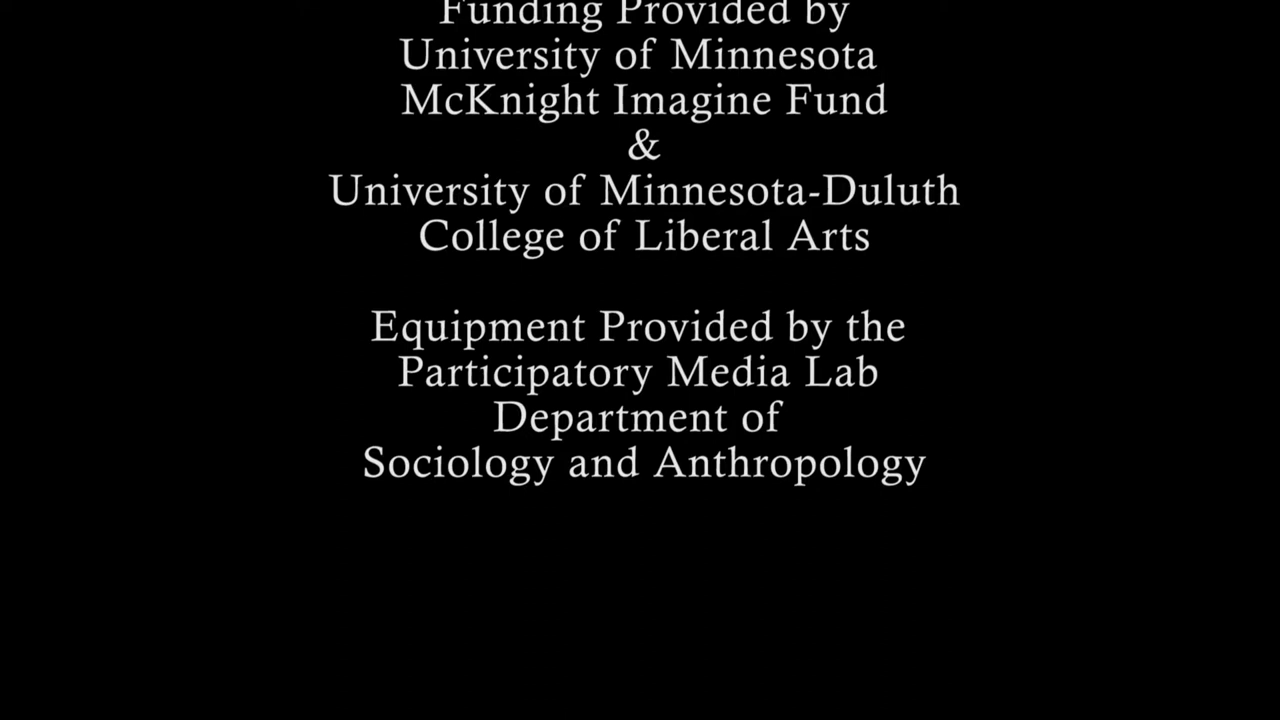 Funding Provided by
University of Minnesota
McKnight Imagine Fund
&
University of Minnesota-Duluth
College of Liberal Arts
Equipment Provided by the
Participatory Media Lab
Department of
Sociology and Anthropology